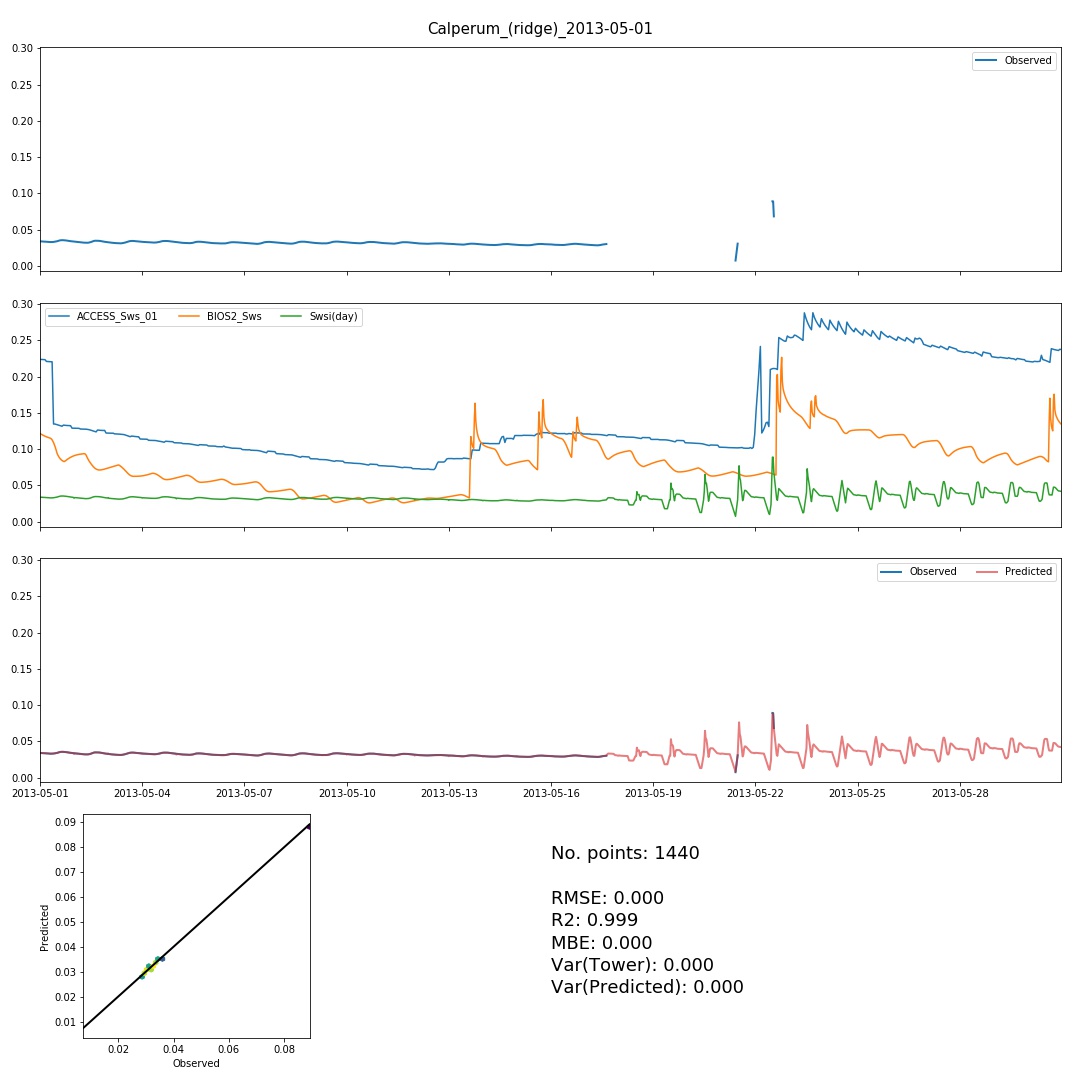 Calperum_(ridge)_2013-05-01
0.30
0.25
0.20
0.15
0.10
0.05
0.00
Observed
0.30
0.25
0.20
0.15
0.10
0.05
0.00
ACCESS_Sws_01 BIOS2_Sws Swsi(day)
0.30
0.25
0.20
0.15
0.10
0.05
0.00
Observed Predicted
2013-05-01 2013-05-04 2013-05-07 2013-05-10 2013-05-13 2013-05-16 2013-05-19 2013-05-22 2013-05-25 2013-05-28
0.09
0.08
0.07
0.06
0.05
0.04
0.03
0.02
0.01
Predicted
0.02 0.04 0.06 0.08
Observed
No. points: 1440
RMSE: 0.000
R2: 0.999
MBE: 0.000
Var(Tower): 0.000
Var(Predicted): 0.000